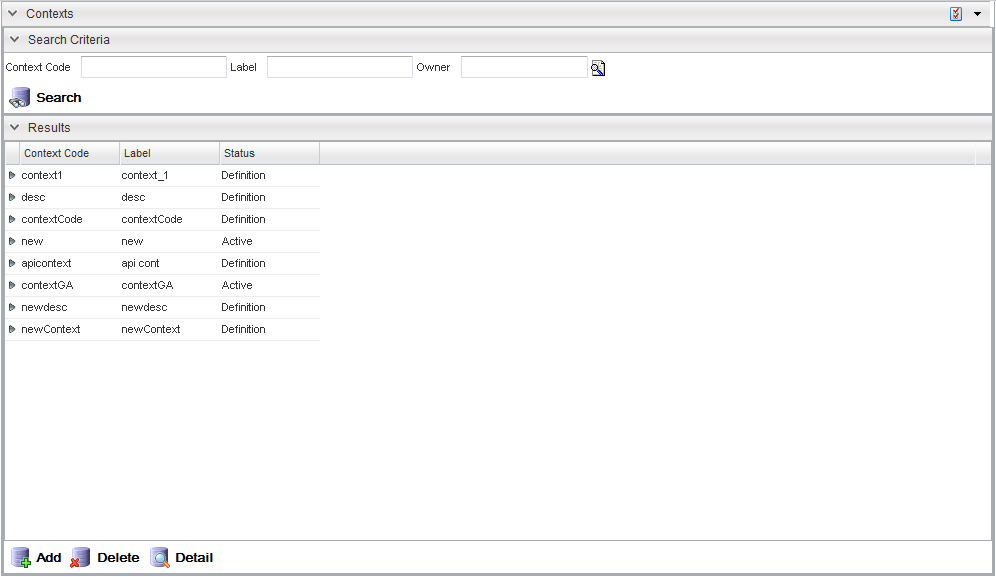 Contexts
Search Criteria
Context Code Label Owner
Search
Results
Context Code Label Status
context1 context_1 Definition
desc desc Definition
contextCode contextCode Definition
new new Active
apicontext api cont Definition
contextGA contextGA Active
newdesc newdesc Definition
newContext newContext Definition
Add Delete Detail